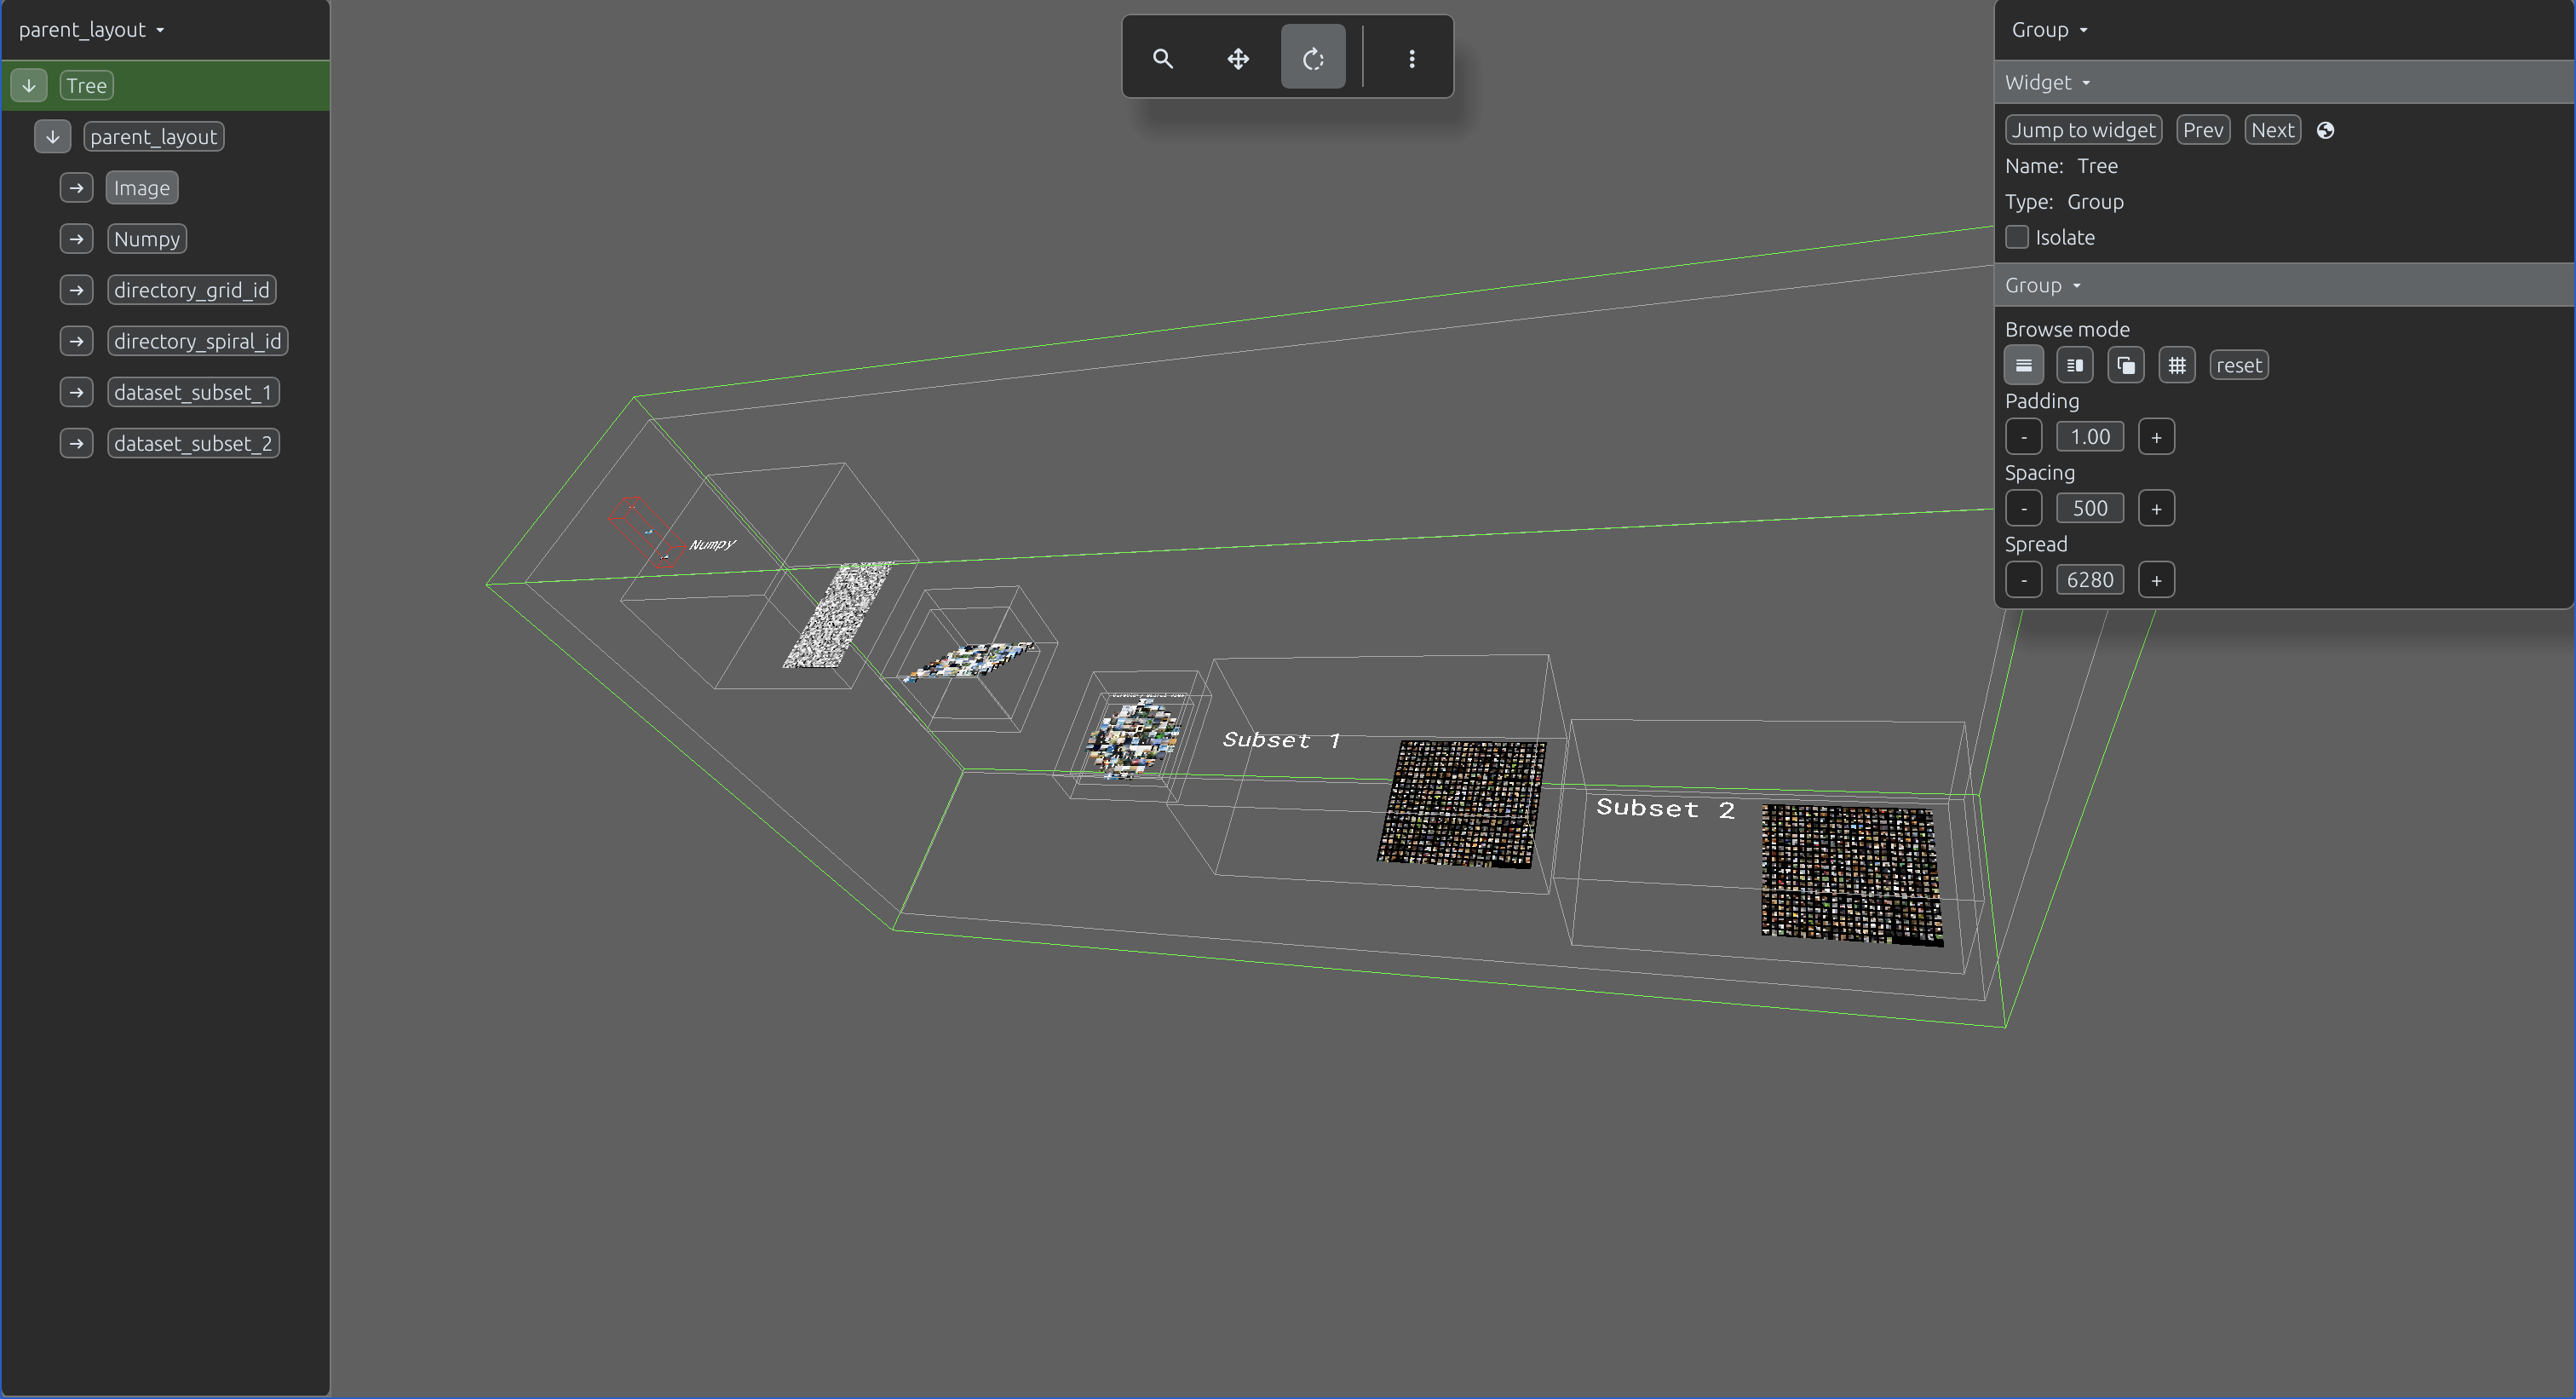 parent_layout
Tree
parent_layout
Image
Numpy
directory_grid_id
directory_spiral_id
dataset_subset_1
dataset_subset_2
Numpy
Subset 1
Subset 2
Group
Widget
Jump to widget Prev Next
Name: Tree
Type: Group
Isolate
Group
Browse mode
reset
Padding
- 1.00 +
Spacing
- 500 +
Spread
- 6280 +